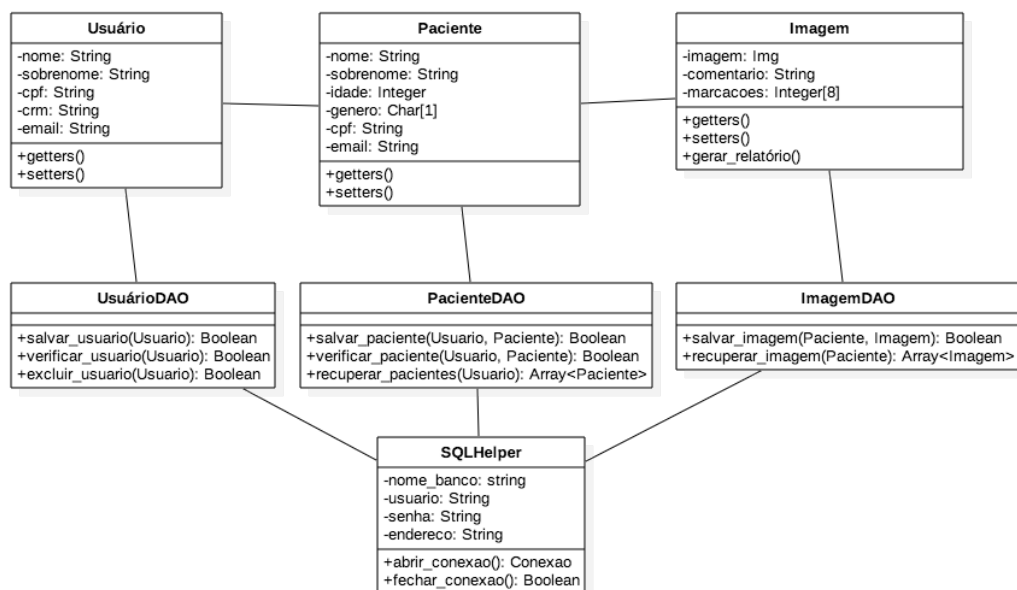 Usuário
-nome: String
-sobrenome: String
-cpf: String
-crm: String
-email: String
+getters()
+setters()
Paciente
-nome: String
-sobrenome: String
-idade: Integer
-genero: Char[1]
-cpf: String
-email: String
+getters()
+setters()
Imagem
-imagem: Img
-comentario: String
-marcacoes: Integer[8]
+getters()
+setters()
+gerar_relatório()
UsuárioDAO
+salvar_usuario(Usuario): Boolean
+verificar_usuario(Usuario): Boolean
+excluir_usuario(Usuario): Boolean
PacienteDAO
+salvar_paciente(Usuario, Paciente): Boolean
+verificar_paciente(Usuario, Paciente): Boolean
+recuperar_pacientes(Usuario): Array<Paciente>
ImagemDAO
+salvar_imagem(Paciente, Imagem): Boolean
+recuperar_imagem(Paciente): Array<Imagem>
SQLHelper
-nome_banco: string
-usuario: String
-senha: String
-endereco: String
+abrir_conexao(): Conexao
+fechar_conexao(): Boolean